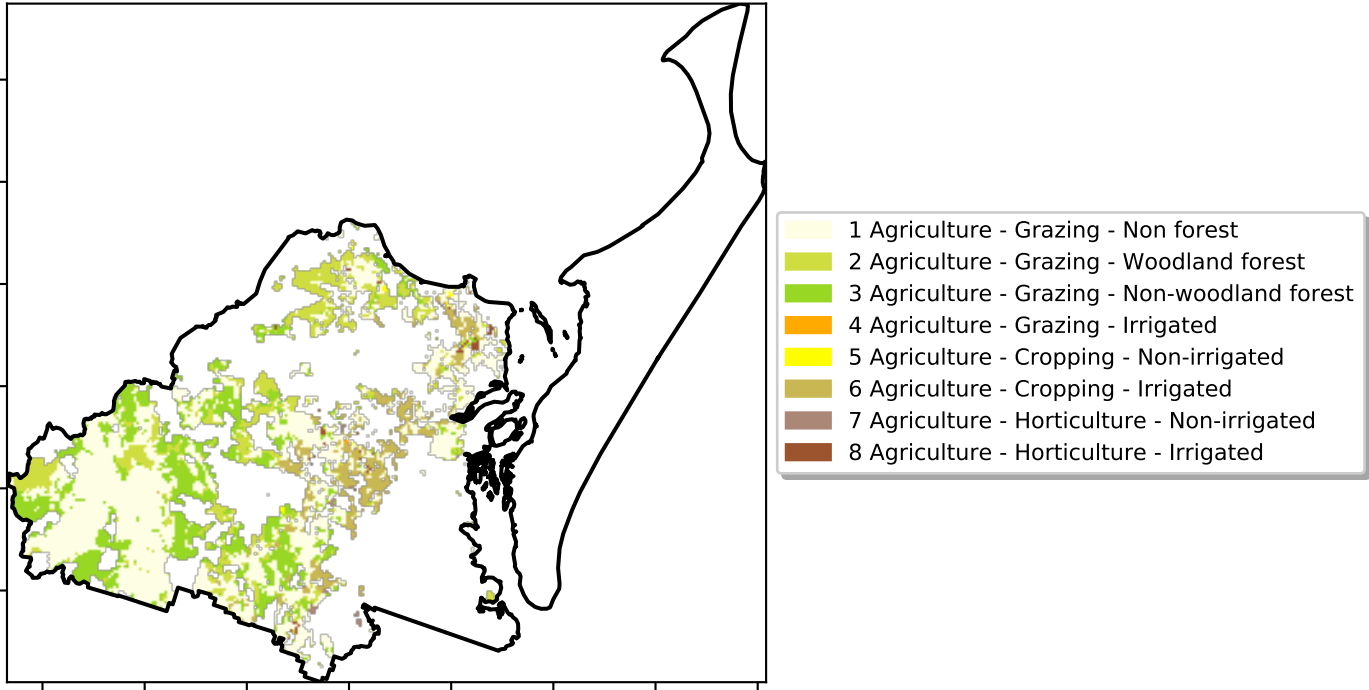 1 Agriculture - Grazing - Non forest
2 Agriculture - Grazing - Woodland forest
3 Agriculture - Grazing - Non-woodland forest
4 Agriculture - Grazing - Irrigated
5 Agriculture - Cropping - Non-irrigated
6 Agriculture - Cropping - Irrigated
7 Agriculture - Horticulture - Non-irrigated
8 Agriculture - Horticulture - Irrigated